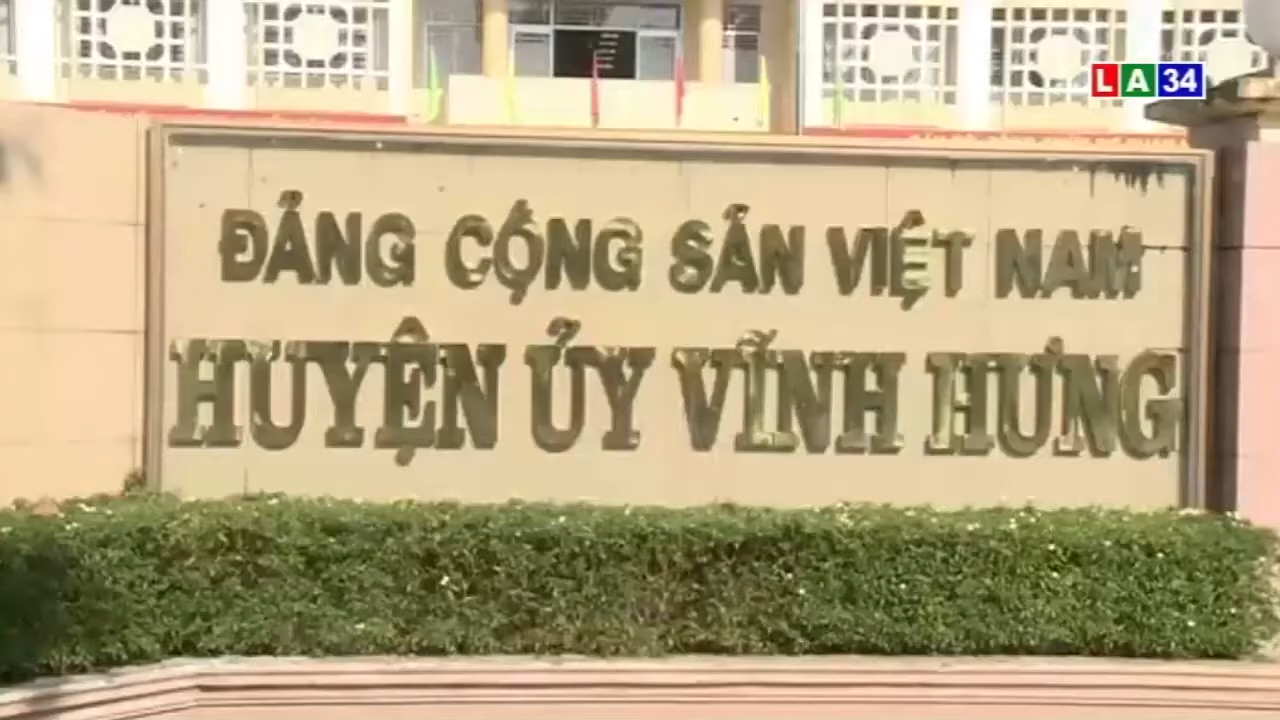 LA34
ĐẢNG CỘNG SẢN VIỆT NAM
HUYỆN ỦY VĨNH HƯNG